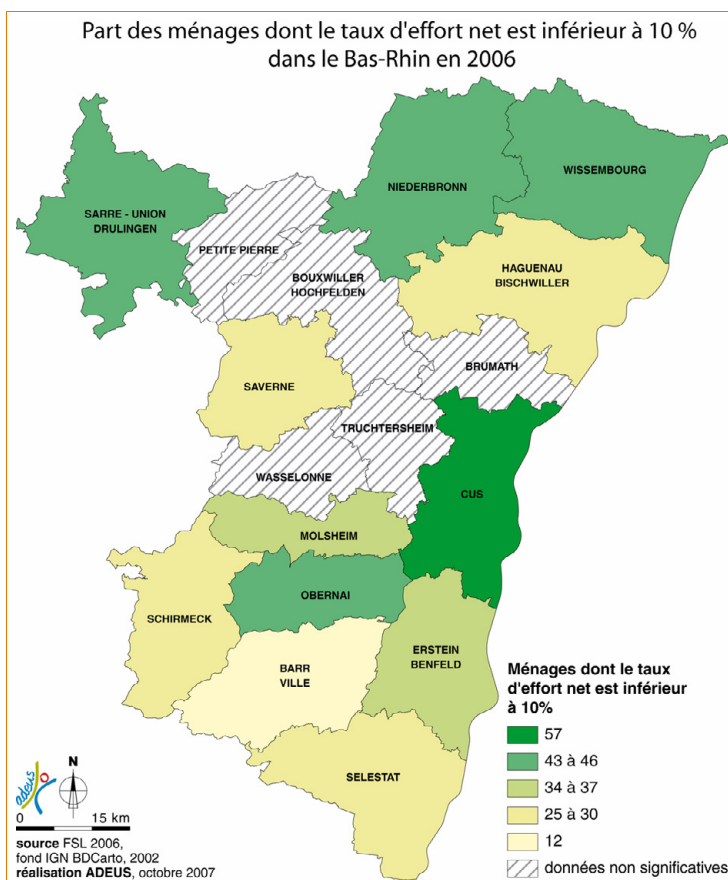 Part des ménages dont le taux d'effort net est inférieur à 10 %
dans le Bas-Rhin en 2006
WISSEMBOURG
NIEDERBRONN
SARRE - UNION
DRULINGEN
PETITE PIERRE
HAGUENAU
BISCHWILLER
BOUXWILLER
HOCHFELDEN
BRUMATH
SAVERNE
TRUCHTERSHEIM
WASSELONNE
CUS
MOLSHEIM
OBERNAI
SCHIRMECK
ERSTEIN
BENFELD
BARR
VILLE
SELESTAT
Ménages dont le taux
d'effort net est inférieur
à 10%
57
43 à 46
34 à 37
25 à 30
12
données non significatives
adeus
N
0 15 km
source FSL 2006,
fond IGN BDCarto, 2002
réalisation ADEUS, octobre 2007